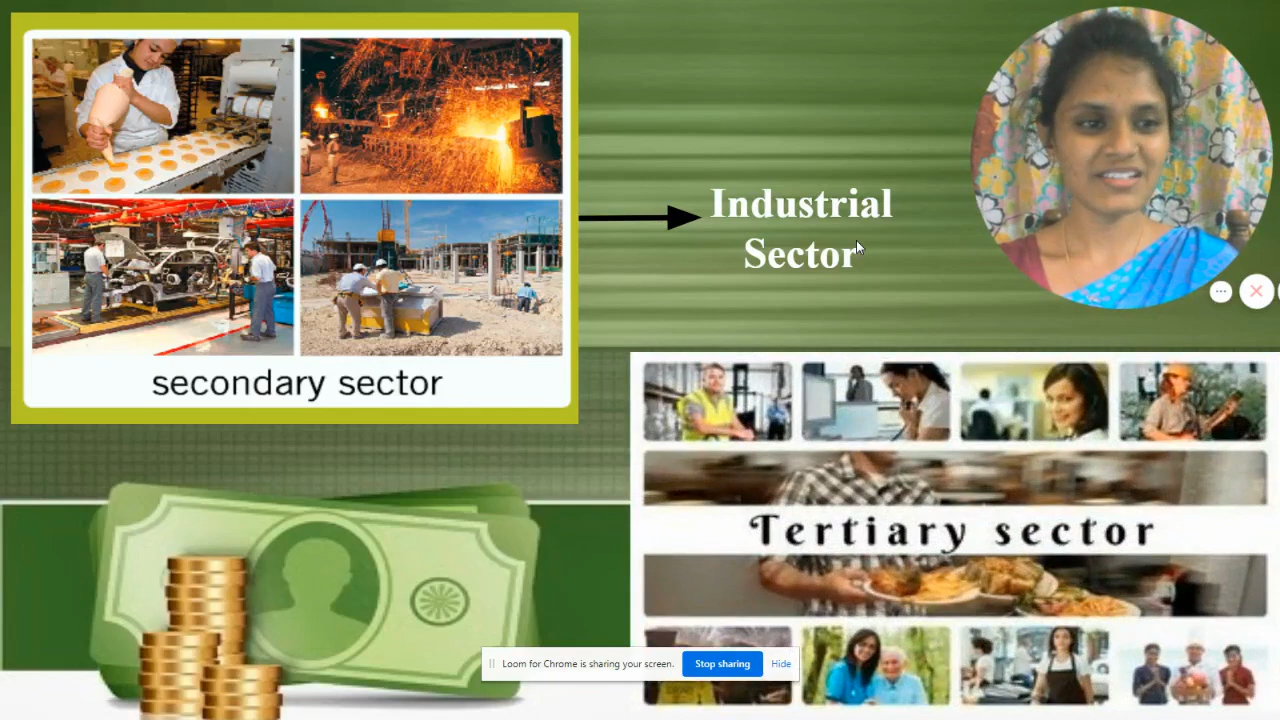 Industrial
Sector
secondary sector
Tertiary sector
Loom for Chrome is sharing your screen.
Stop sharing
Hide